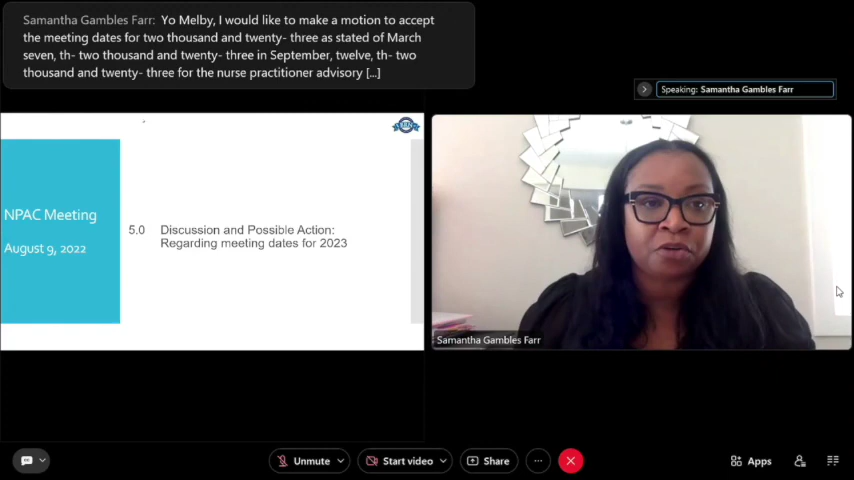 Samantha Gambles Farr: Yo Melby, I would like to make a motion to accept
the meeting dates for two thousand and twenty- three as stated of March
seven, th- two thousand and twenty- three in September, twelve, th- two
thousand and twenty- three for the nurse practitioner advisory [...]
Speaking: Samantha Gambles Farr
NPAC Meeting
August 9, 2022
5.0 Discussion and Possible Action:
Regarding meeting dates for 2023
Samantha Gambles Farr
Unmute
Start video
Share
Apps